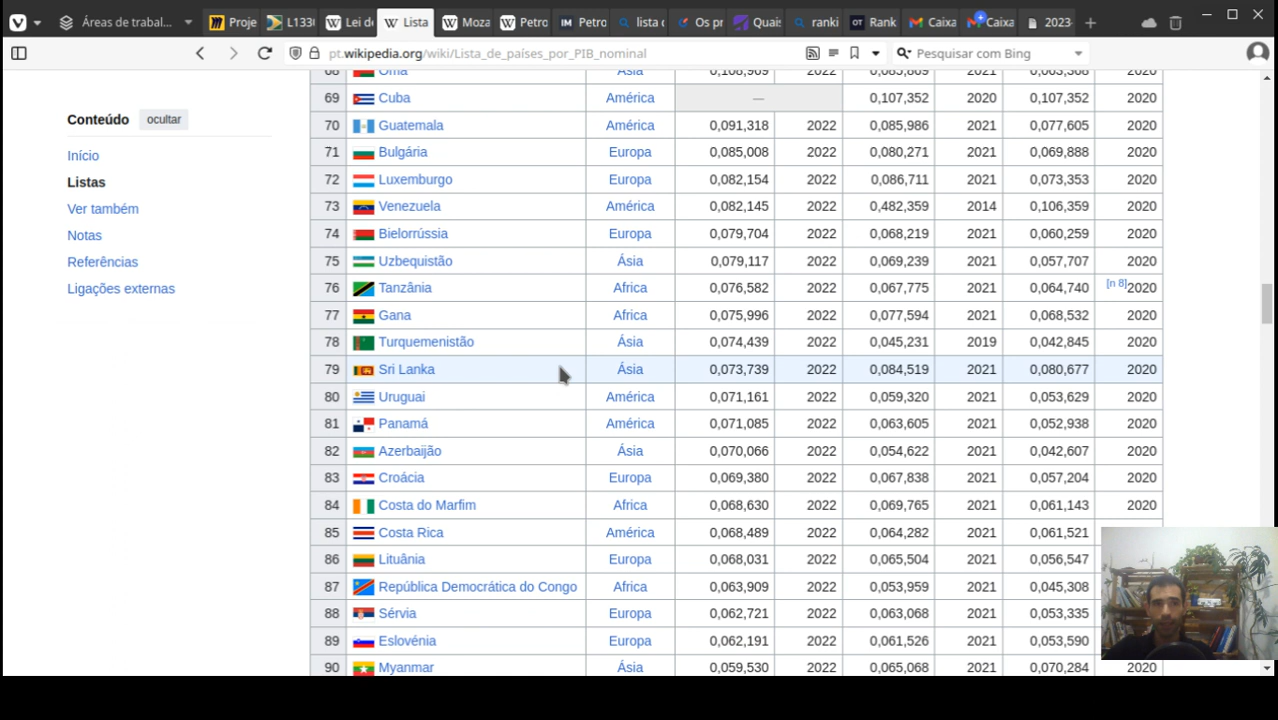 Áreas de trabal
Proje
L133
Lei de
Lista
Moza
Petro
Petro
lista d
Os pr
Quais
ranki
Rank
Caixa
Caixa
2023-
pt.wikipedia.org/wiki/Lista_de_países_por_PIB_nominal
Pesquisar com Bing
Conteúdo ocultar
Início
Listas
Ver também
Notas
Referências
Ligações externas
68 Omã Ásia 0,108,969 2022 0,085,869 2021 0,063,368 2020
69 Cuba América — 0,107,352 2020 0,107,352 2020
70 Guatemala América 0,091,318 2022 0,085,986 2021 0,077,605 2020
71 Bulgária Europa 0,085,008 2022 0,080,271 2021 0,069,888 2020
72 Luxemburgo Europa 0,082,154 2022 0,086,711 2021 0,073,353 2020
73 Venezuela América 0,082,145 2022 0,482,359 2014 0,106,359 2020
74 Bielorrússia Europa 0,079,704 2022 0,068,219 2021 0,060,259 2020
75 Uzbequistão Ásia 0,079,117 2022 0,069,239 2021 0,057,707 2020
76 Tanzânia Africa 0,076,582 2022 0,067,775 2021 0,064,740 [n 8]2020
77 Gana Africa 0,075,996 2022 0,077,594 2021 0,068,532 2020
78 Turquemenistão Ásia 0,074,439 2022 0,045,231 2019 0,042,845 2020
79 Sri Lanka Ásia 0,073,739 2022 0,084,519 2021 0,080,677 2020
80 Uruguai América 0,071,161 2022 0,059,320 2021 0,053,629 2020
81 Panamá América 0,071,085 2022 0,063,605 2021 0,052,938 2020
82 Azerbaijão Ásia 0,070,066 2022 0,054,622 2021 0,042,607 2020
83 Croácia Europa 0,069,380 2022 0,067,838 2021 0,057,204 2020
84 Costa do Marfim Africa 0,068,630 2022 0,069,765 2021 0,061,143 2020
85 Costa Rica América 0,068,489 2022 0,064,282 2021 0,061,521
86 Lituânia Europa 0,068,031 2022 0,065,504 2021 0,056,547
87 República Democrática do Congo Africa 0,063,909 2022 0,053,959 2021 0,045,308
88 Sérvia Europa 0,062,721 2022 0,063,068 2021 0,053,335
89 Eslovénia Europa 0,062,191 2022 0,061,526 2021 0,053,590
90 Myanmar Ásia 0,059,530 2022 0,065,068 2021 0,070,284 2020